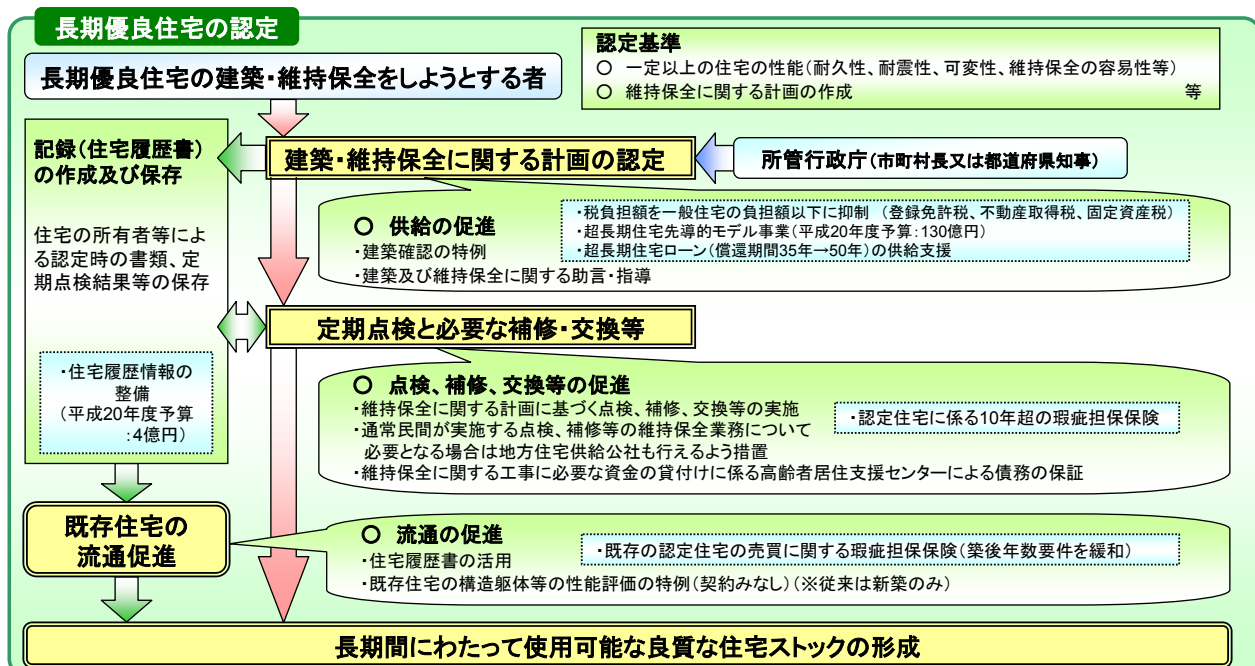 長期優良住宅の認定
長期優良住宅の建築・維持保全をしようとする者
認定基準
○ 一定以上の住宅の性能(耐久性、耐震性、可変性、維持保全の容易性等)
○ 維持保全に関する計画の作成 等
記録(住宅履歴書)
の作成及び保存
住宅の所有者等によ
る認定時の書類、定
期点検結果等の保存
・住宅履歴情報の
整備
(平成20年度予算
:4億円)
建築・維持保全に関する計画の認定
所管行政庁(市町村長又は都道府県知事)
○ 供給の促進
・建築確認の特例
・建築及び維持保全に関する助言・指導
・税負担額を一般住宅の負担額以下に抑制 (登録免許税、不動産取得税、固定資産税)
・超長期住宅先導的モデル事業(平成20年度予算:130億円)
・超長期住宅ローン(償還期間35年→50年)の供給支援
定期点検と必要な補修・交換等
○ 点検、補修、交換等の促進
・維持保全に関する計画に基づく点検、補修、交換等の実施
・通常民間が実施する点検、補修等の維持保全業務について
必要となる場合は地方住宅供給公社も行えるよう措置
・維持保全に関する工事に必要な資金の貸付けに係る高齢者居住支援センターによる債務の保証
・認定住宅に係る10年超の瑕疵担保保険
既存住宅の
流通促進
○ 流通の促進
・住宅履歴書の活用
・既存住宅の構造躯体等の性能評価の特例(契約みなし)(※従来は新築のみ)
・既存の認定住宅の売買に関する瑕疵担保保険(築後年数要件を緩和)
長期間にわたって使用可能な良質な住宅ストックの形成